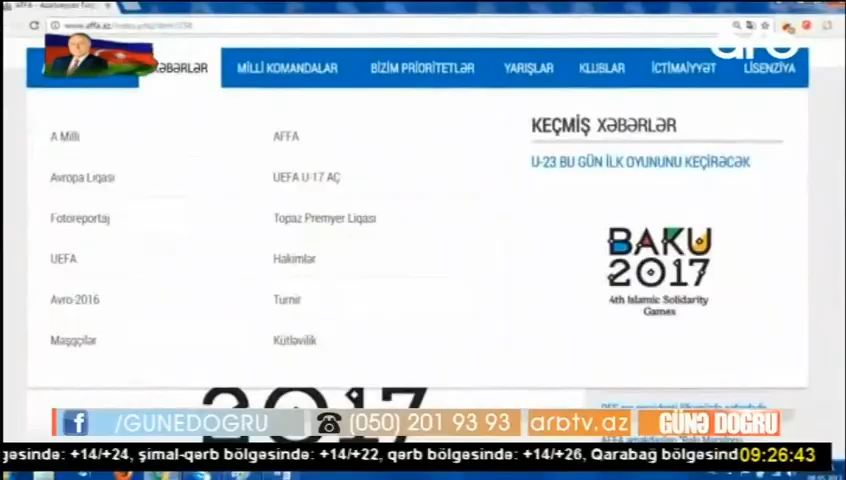 www.affa.az
XƏBƏRLƏR
MİLLİ KOMANDALAR
BİZİM PRİORİTETLƏR
YARIŞLAR
KLUBLAR
İCTİMAİYYƏT
LİSENZİYA
arb
A Milli
AFFA
KEÇMİŞ XƏBƏRLƏR
Avropa Liqası
UEFA U-17 AÇ
U-23 BU GÜN İLK OYUNUNU KEÇİRƏCƏK
Fotoreportaj
Topaz Premyer Liqası
UEFA
Hakimlər
Avro-2016
Turnir
Məşqçilər
Kütləvilik
BAKU
2017
4th Islamic Solidarity
Games
2017
/GUNEDOGRU
(050) 201 93 93
arbtv.az
GÜNƏ DOĞRU
gəsində: +14/+24, şimal-qərb bölgəsində: +14/+22, qərb bölgəsində: +14/+26, Qarabağ bölgəsind
09:26:43